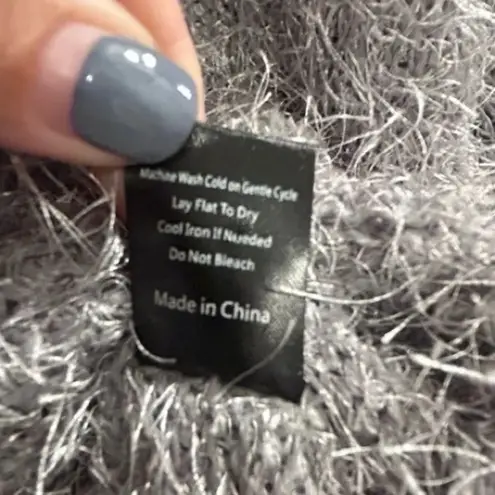 Machine Wash Cold on Gentle Cycle
Lay Flat To Dry
Cool Iron If Needed
Do Not Bleach
Made in China